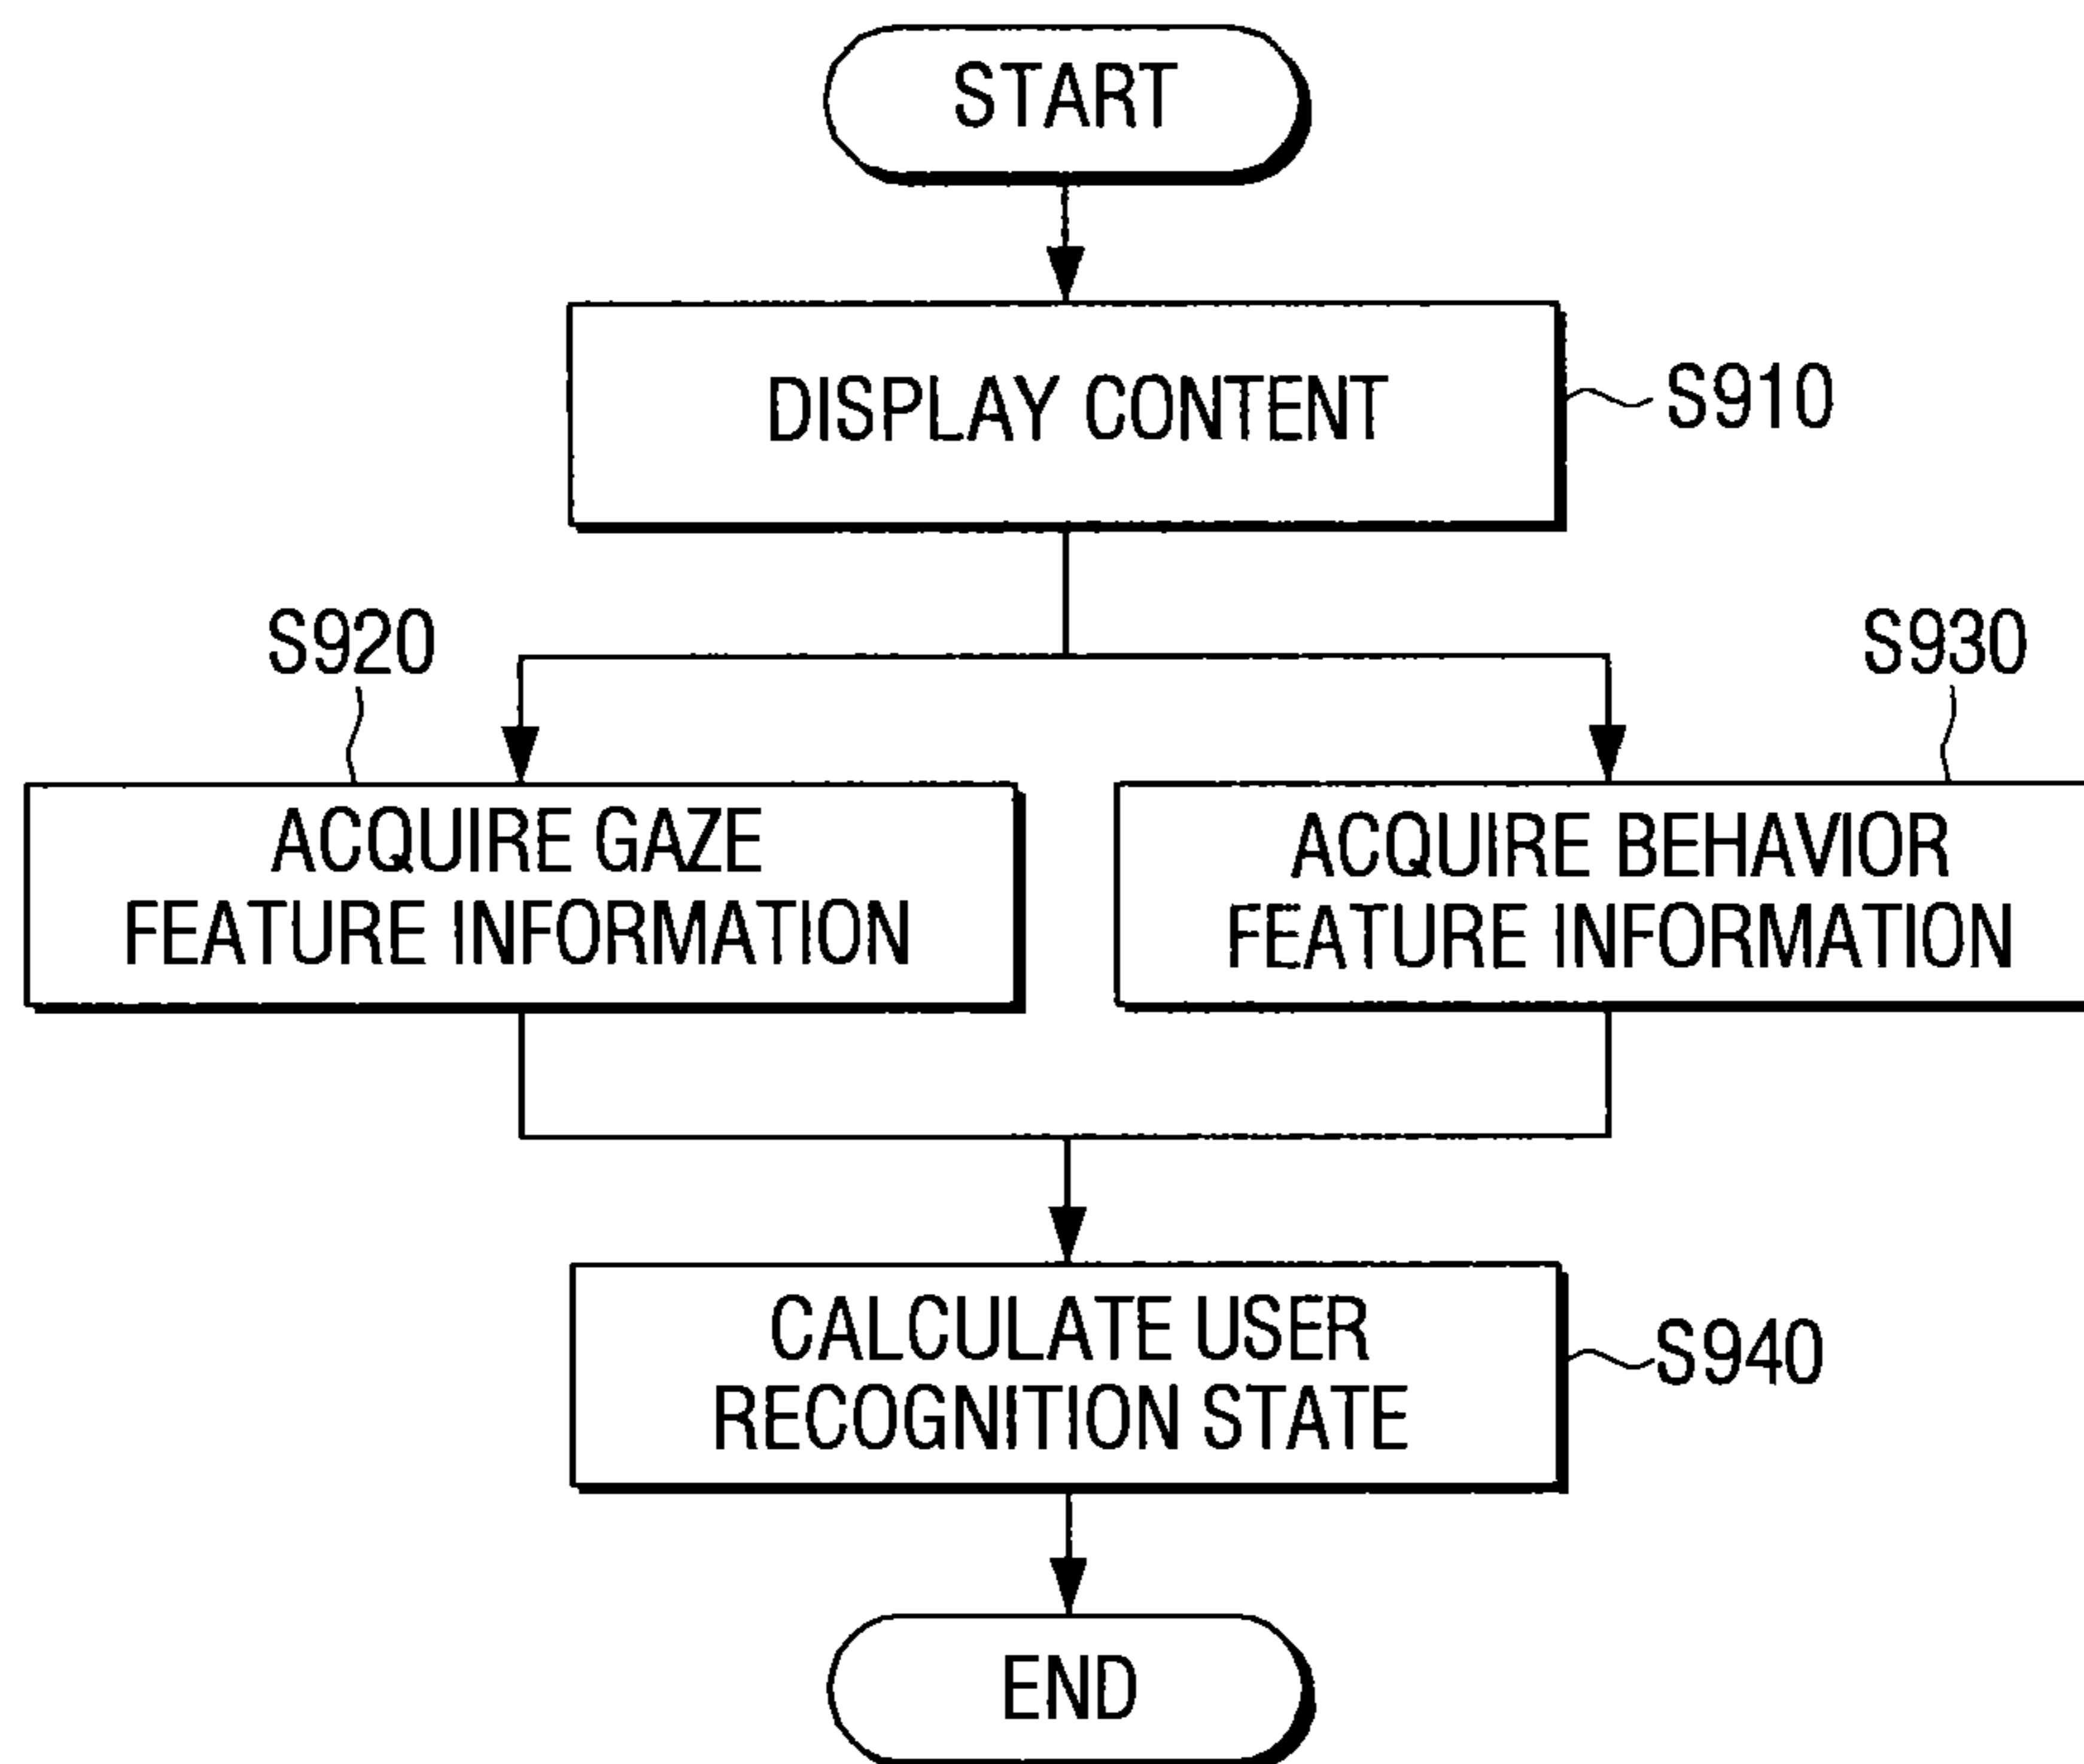 START
DISPLAY CONTENT
S910
S920
S930
ACQUIRE GAZE
FEATURE INFORMATION
ACQUIRE BEHAVIOR
FEATURE INFORMATION
CALCULATE USER
RECOGNITION STATE
S940
END